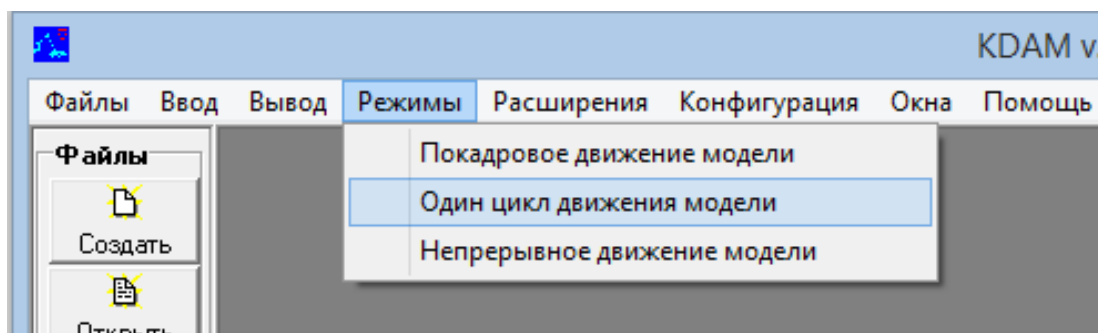 KDAM v.
Файлы Ввод Вывод Режимы Расширения Конфигурация Окна Помощь
Файлы
Покадровое движение модели
Создать
Один цикл движения модели
Непрерывное движение модели
Открыть